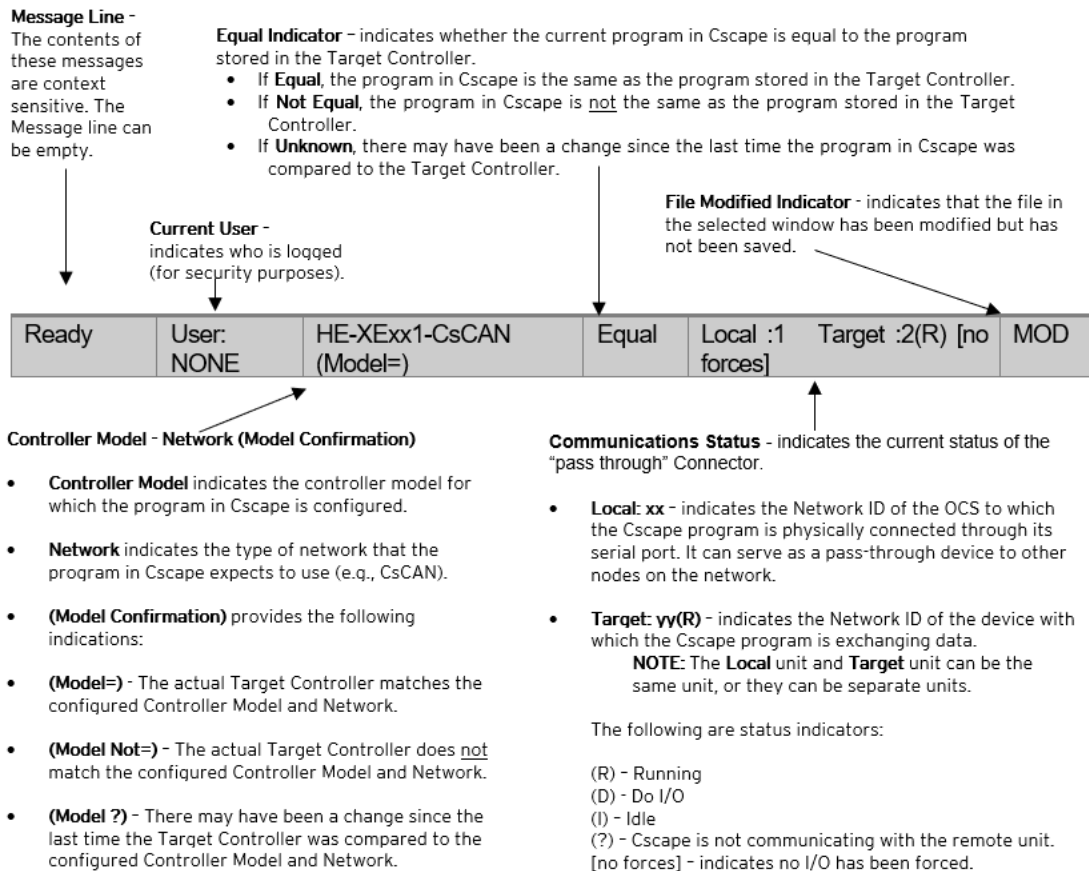 Message Line -
The contents of
these messages
are context
sensitive. The
Message line can
be empty.
Equal Indicator – indicates whether the current program in Cscape is equal to the program
stored in the Target Controller.
• If Equal, the program in Cscape is the same as the program stored in the Target Controller.
• If Not Equal, the program in Cscape is not the same as the program stored in the Target
Controller.
• If Unknown, there may have been a change since the last time the program in Cscape was
compared to the Target Controller.
Current User -
indicates who is logged
(for security purposes).
File Modified Indicator - indicates that the file in
the selected window has been modified but has
not been saved.
Ready
User:
NONE
HE-XExx1-CsCAN
(Model=)
Equal
Local :1 Target :2(R) [no
forces]
MOD
Controller Model - Network (Model Confirmation)
• Controller Model indicates the controller model for
which the program in Cscape is configured.
• Network indicates the type of network that the
program in Cscape expects to use (e.g., CsCAN).
• (Model Confirmation) provides the following
indications:
• (Model=) - The actual Target Controller matches the
configured Controller Model and Network.
• (Model Not=) – The actual Target Controller does not
match the configured Controller Model and Network.
• (Model ?) – There may have been a change since the
last time the Target Controller was compared to the
configured Controller Model and Network.
Communications Status - indicates the current status of the
“pass through” Connector.
• Local: xx – indicates the Network ID of the OCS to which
the Cscape program is physically connected through its
serial port. It can serve as a pass-through device to other
nodes on the network.
• Target: yy(R) – indicates the Network ID of the device with
which the Cscape program is exchanging data.
NOTE: The Local unit and Target unit can be the
same unit, or they can be separate units.
The following are status indicators:
(R) – Running
(D) - Do I/O
(I) – Idle
(?) – Cscape is not communicating with the remote unit.
[no forces] – indicates no I/O has been forced.